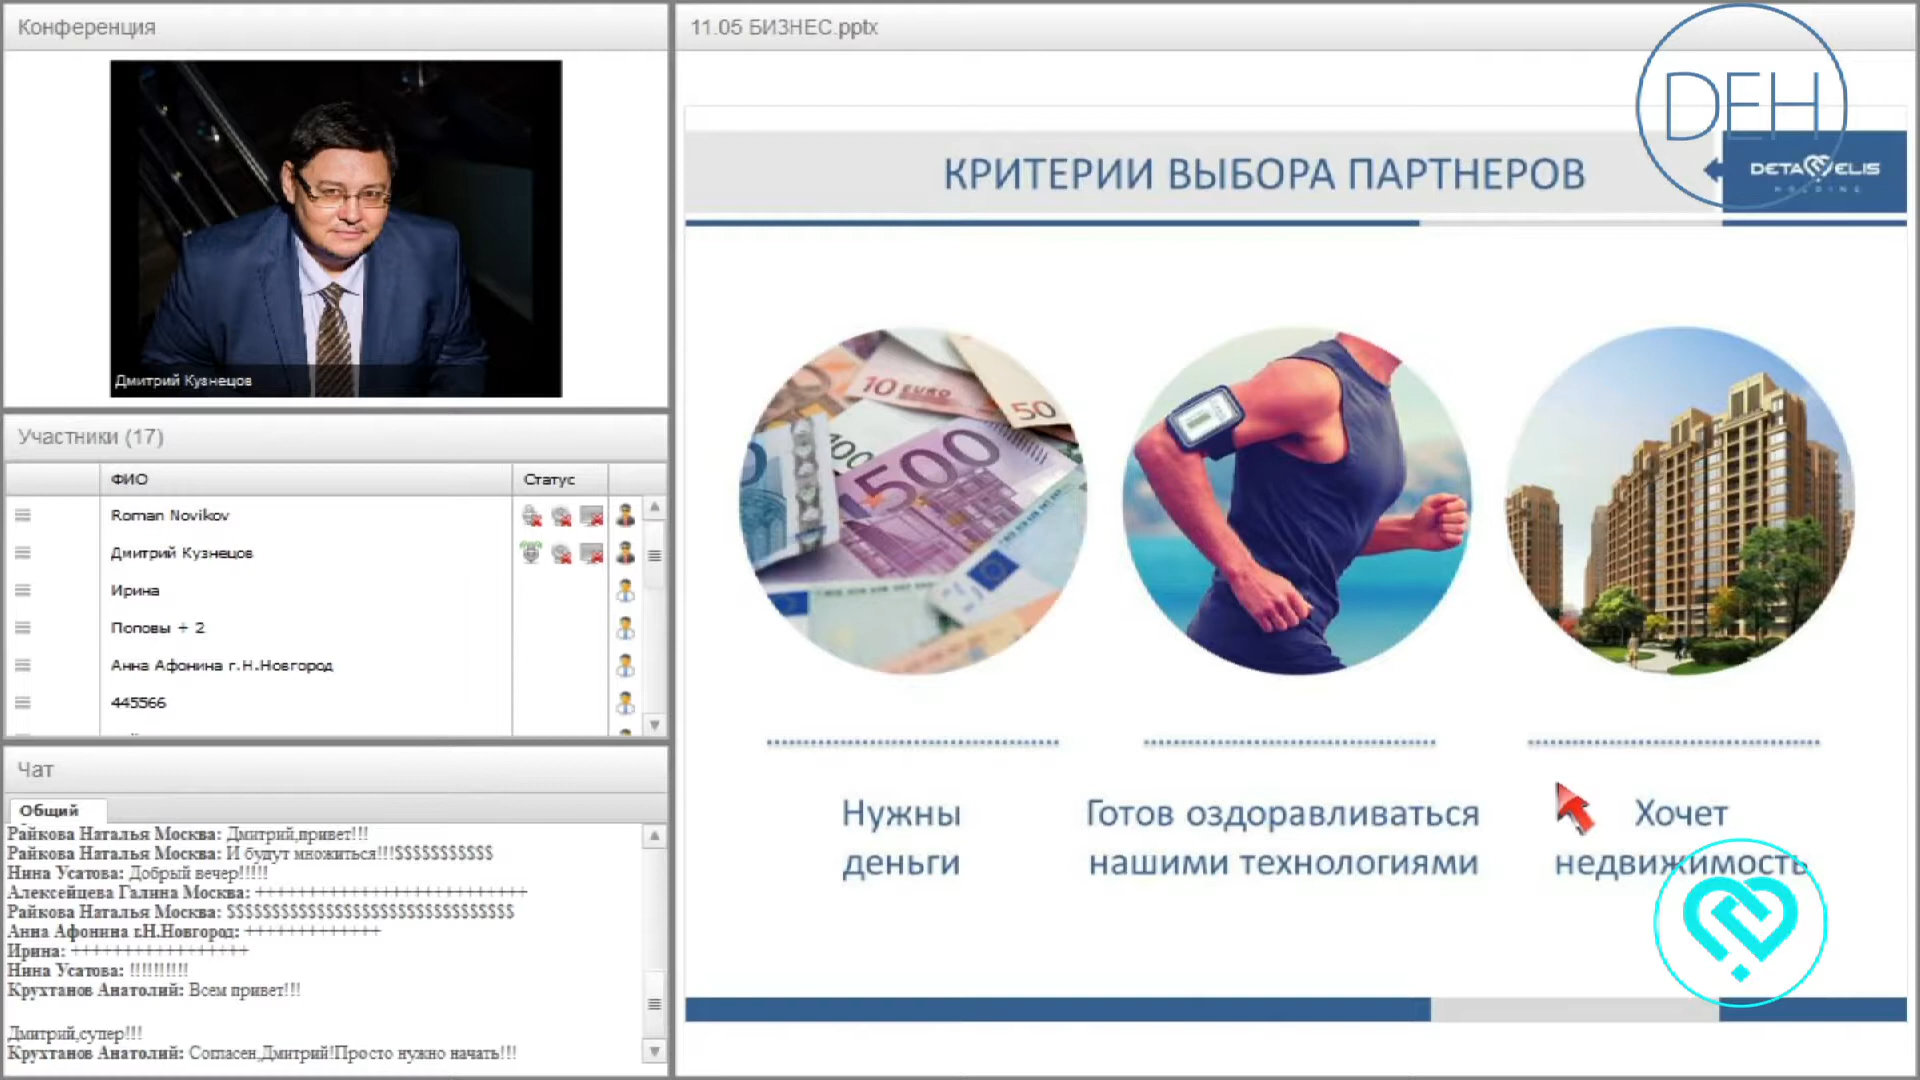 Конференция
Дмитрий Кузнецов
Участники (17)
ФИО
Статус
Roman Novikov
Дмитрий Кузнецов
Ирина
Поповы + 2
Анна Афонина г.Н.Новгород
445566
Чат
Общий
Райкова Наталья Москва: Дмитрий,привет!!!
Райкова Наталья Москва: И будут множиться!!!$$$$$$$$$$$
Нина Усатова: Добрый вечер!!!!!
Алексейцева Галина Москва: ++++++++++++++++++++++++++++++
Райкова Наталья Москва: $$$$$$$$$$$$$$$$$$$$$$$$$$$$$$$$
Анна Афонина г.Н.Новгород: +++++++++++++++
Ирина: ++++++++++++++++++++
Нина Усатова: !!!!!!!!!!
Крухтанов Анатолий: Всем привет!!!
Дмитрий,супер!!!
Крухтанов Анатолий: Согласен,Дмитрий!Просто нужно начать!!!
11.05 БИЗНЕС.pptx
DEH
КРИТЕРИИ ВЫБОРА ПАРТНЕРОВ
DETA ELIS
HOLDING
10 EURO
50
100
500
Нужны
деньги
Готов оздоравливаться
нашими технологиями
Хочет
недвижимость